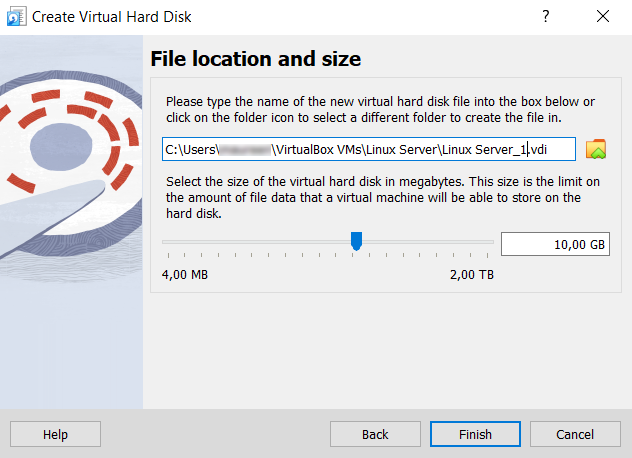 Create Virtual Hard Disk
File location and size
Please type the name of the new virtual hard disk file into the box below or
click on the folder icon to select a different folder to create the file in.
C:\Users\ \VirtualBox VMs\Linux Server\Linux Server_1.vdi
Select the size of the virtual hard disk in megabytes. This size is the limit on
the amount of file data that a virtual machine will be able to store on the
hard disk.
10,00 GB
4,00 MB 2,00 TB
Help Back Finish Cancel